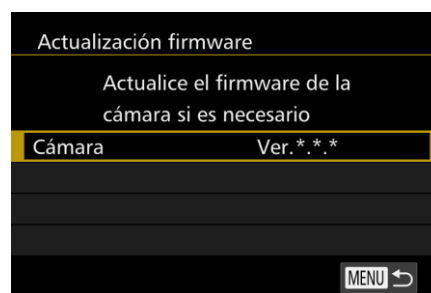 Actualización firmware
Actualice el firmware de la
cámara si es necesario
Cámara Ver.*.*.*
MENU